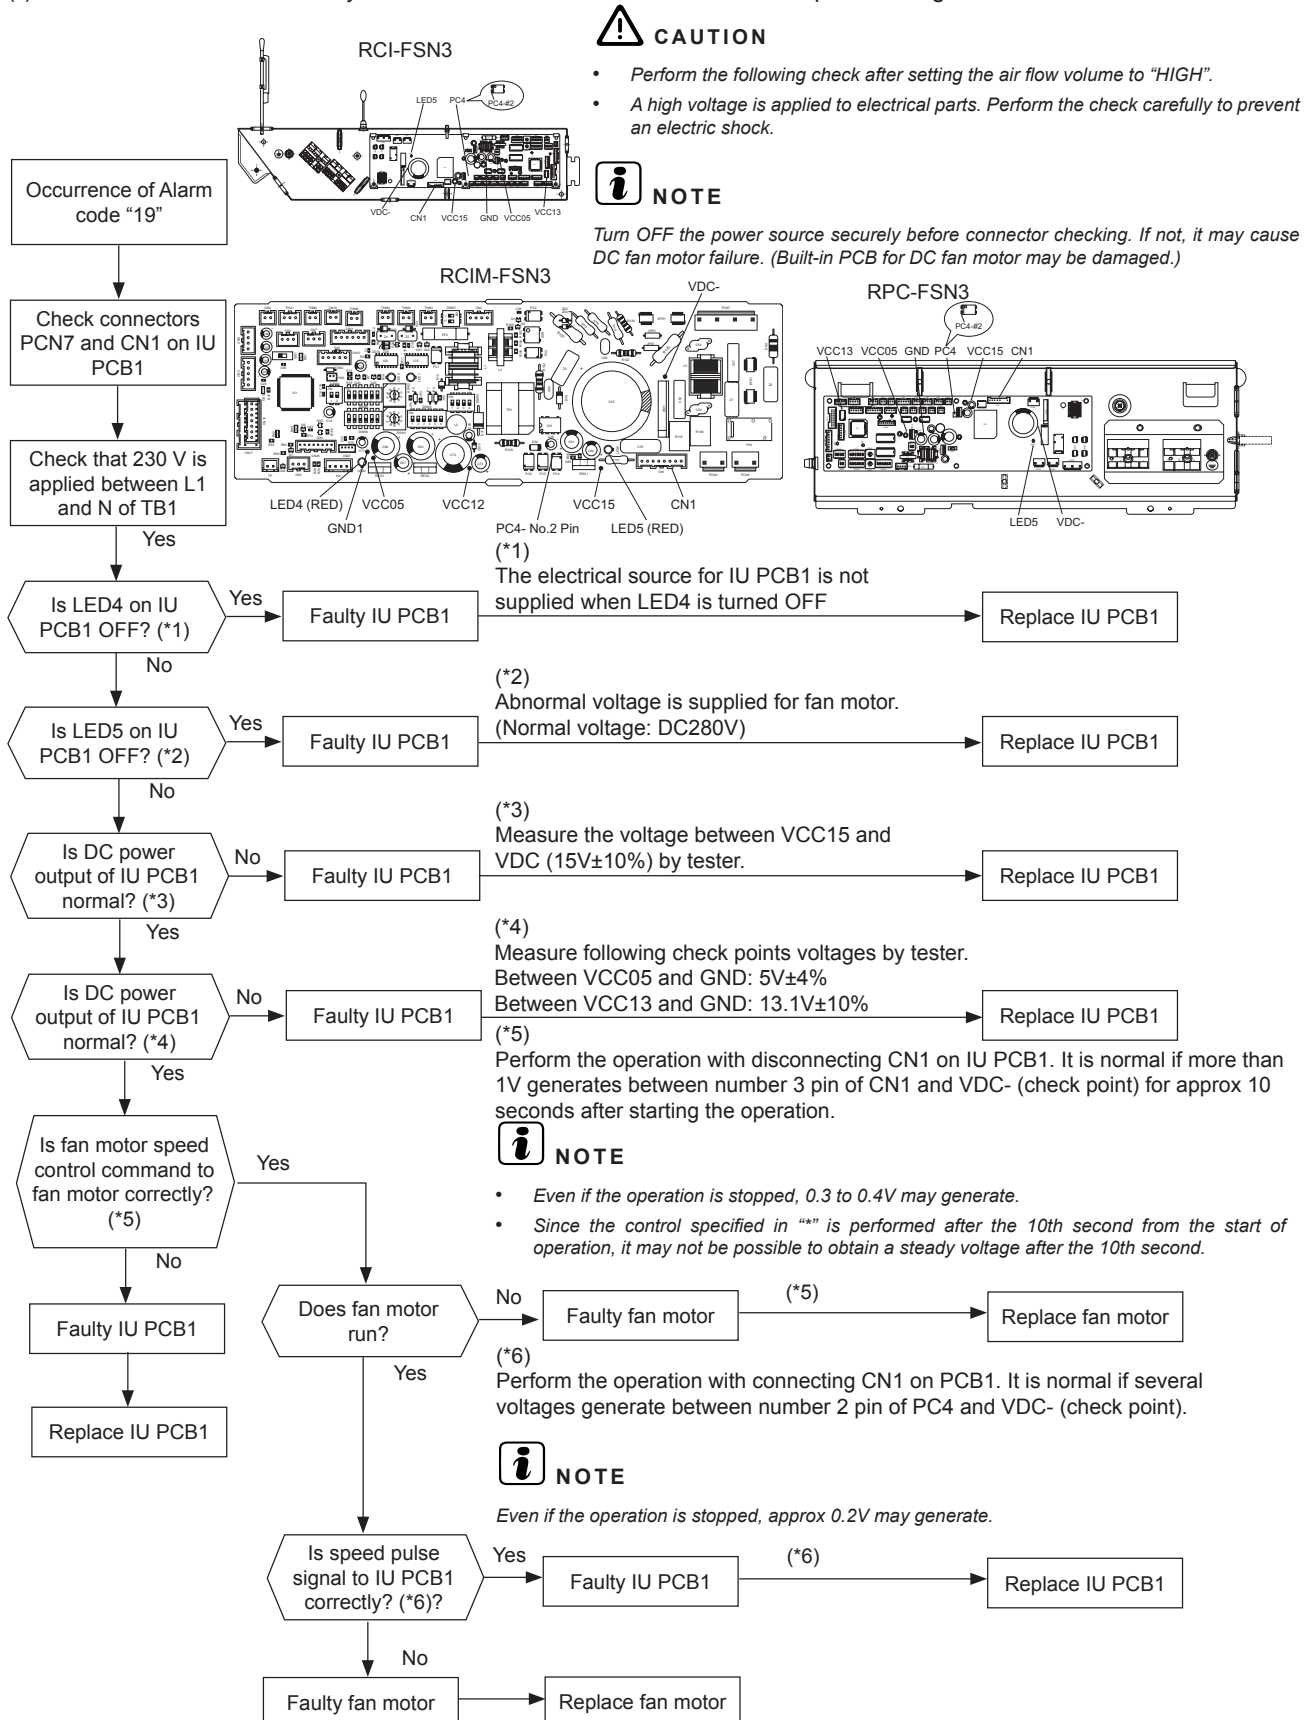 RCI-FSN3
LED5
PC4
PC4-#2
VDC-
CN1
VCC15
GND
VCC05
VCC13
CAUTION
• Perform the following check after setting the air flow volume to “HIGH”.
• A high voltage is applied to electrical parts. Perform the check carefully to prevent
an electric shock.
NOTE
Turn OFF the power source securely before connector checking. If not, it may cause
DC fan motor failure. (Built-in PCB for DC fan motor may be damaged.)
RCIM-FSN3
VDC-
LED4 (RED)
VCC05
VCC12
VCC15
CN1
GND1
PC4- No.2 Pin
LED5 (RED)
RPC-FSN3
PC4-#2
VCC13
VCC05
GND
PC4
VCC15
CN1
LED5
VDC-
Occurrence of Alarm
code “19”
Check connectors
PCN7 and CN1 on IU
PCB1
Check that 230 V is
applied between L1
and N of TB1
Yes
Is LED4 on IU
PCB1 OFF? (*1)
Yes
Faulty IU PCB1
(*1)
The electrical source for IU PCB1 is not
supplied when LED4 is turned OFF
Replace IU PCB1
No
Is LED5 on IU
PCB1 OFF? (*2)
Yes
Faulty IU PCB1
(*2)
Abnormal voltage is supplied for fan motor.
(Normal voltage: DC280V)
Replace IU PCB1
No
Is DC power
output of IU PCB1
normal? (*3)
No
Faulty IU PCB1
(*3)
Measure the voltage between VCC15 and
VDC (15V±10%) by tester.
Replace IU PCB1
Yes
Is DC power
output of IU PCB1
normal? (*4)
No
Faulty IU PCB1
(*4)
Measure following check points voltages by tester.
Between VCC05 and GND: 5V±4%
Between VCC13 and GND: 13.1V±10%
Replace IU PCB1
Yes
(*5)
Perform the operation with disconnecting CN1 on IU PCB1. It is normal if more than
1V generates between number 3 pin of CN1 and VDC- (check point) for approx 10
seconds after starting the operation.
Is fan motor speed
control command to
fan motor correctly?
(*5)
Yes
NOTE
• Even if the operation is stopped, 0.3 to 0.4V may generate.
• Since the control specified in “*” is performed after the 10th second from the start of
operation, it may not be possible to obtain a steady voltage after the 10th second.
No
Faulty IU PCB1
Replace IU PCB1
Does fan motor
run?
No
Faulty fan motor
(*5)
Replace fan motor
Yes
(*6)
Perform the operation with connecting CN1 on PCB1. It is normal if several
voltages generate between number 2 pin of PC4 and VDC- (check point).
NOTE
Even if the operation is stopped, approx 0.2V may generate.
Is speed pulse
signal to IU PCB1
correctly? (*6)?
Yes
Faulty IU PCB1
(*6)
Replace IU PCB1
No
Faulty fan motor
Replace fan motor